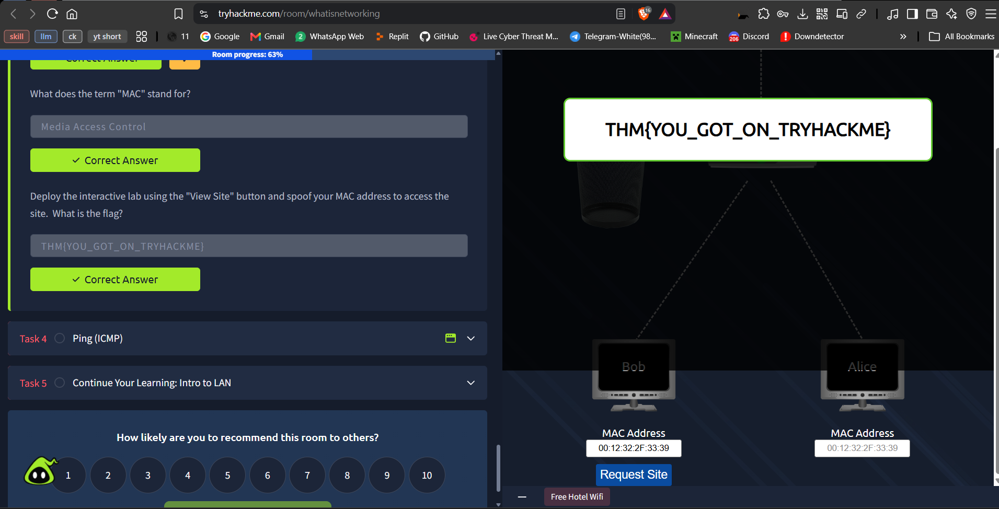 tryhackme.com/room/whatisnetworking
16
skill
llm
ck
yt short
11
Google
Gmail
2
WhatsApp Web
Replit
GitHub
Live Cyber Threat M...
Telegram-White(98...
Minecraft
206
Discord
Downdetector
All Bookmarks
Room progress: 63%
Correct Answer
What does the term "MAC" stand for?
Media Access Control
Correct Answer
Deploy the interactive lab using the "View Site" button and spoof your MAC address to access the
site. What is the flag?
THM{YOU_GOT_ON_TRYHACKME}
Correct Answer
Task 4
Ping (ICMP)
Task 5
Continue Your Learning: Intro to LAN
How likely are you to recommend this room to others?
1 2 3 4 5 6 7 8 9 10
THM{YOU_GOT_ON_TRYHACKME}
Bob
Alice
MAC Address
00:12:32:2F:33:39
Request Site
MAC Address
00:12:32:2F:33:39
Free Hotel Wifi